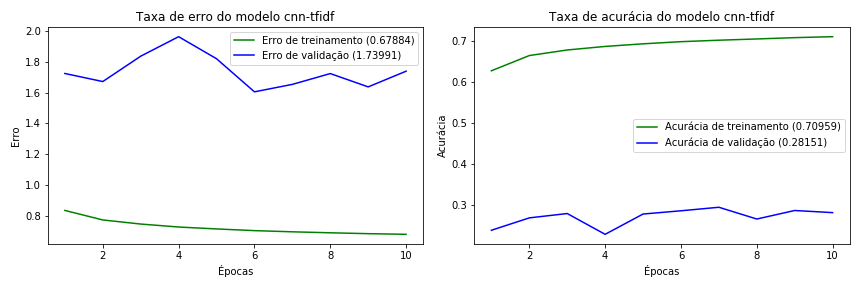 Taxa de erro do modelo cnn-tfidf
2.0
1.8
1.6
1.4
1.2
1.0
0.8
Erro
Erro de treinamento (0.67884)
Erro de validação (1.73991)
2 4 6 8 10
Épocas
Taxa de acurácia do modelo cnn-tfidf
0.7
0.6
0.5
0.4
0.3
Acurácia
Acurácia de treinamento (0.70959)
Acurácia de validação (0.28151)
2 4 6 8 10
Épocas